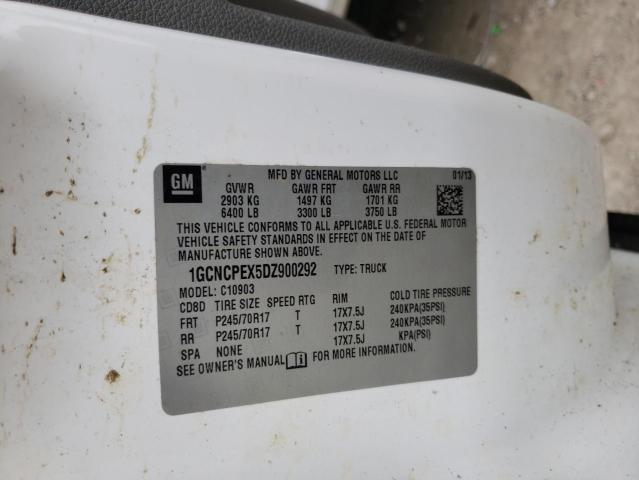 GM
MFD BY GENERAL MOTORS LLC 01/13
GVWR GAWR FRT GAWR RR
2903 KG 1497 KG 1701 KG
6400 LB 3300 LB 3750 LB
THIS VEHICLE CONFORMS TO ALL APPLICABLE U.S. FEDERAL MOTOR
VEHICLE SAFETY STANDARDS IN EFFECT ON THE DATE OF
MANUFACTURE SHOWN ABOVE.
1GCNCPEX5DZ900292 TYPE: TRUCK
MODEL: C10903
CD8D TIRE SIZE SPEED RTG RIM COLD TIRE PRESSURE
FRT P245/70R17 T 17X7.5J 240KPA(35PSI)
RR P245/70R17 T 17X7.5J 240KPA(35PSI)
SPA NONE 17X7.5J KPA(PSI)
SEE OWNER'S MANUAL FOR MORE INFORMATION.